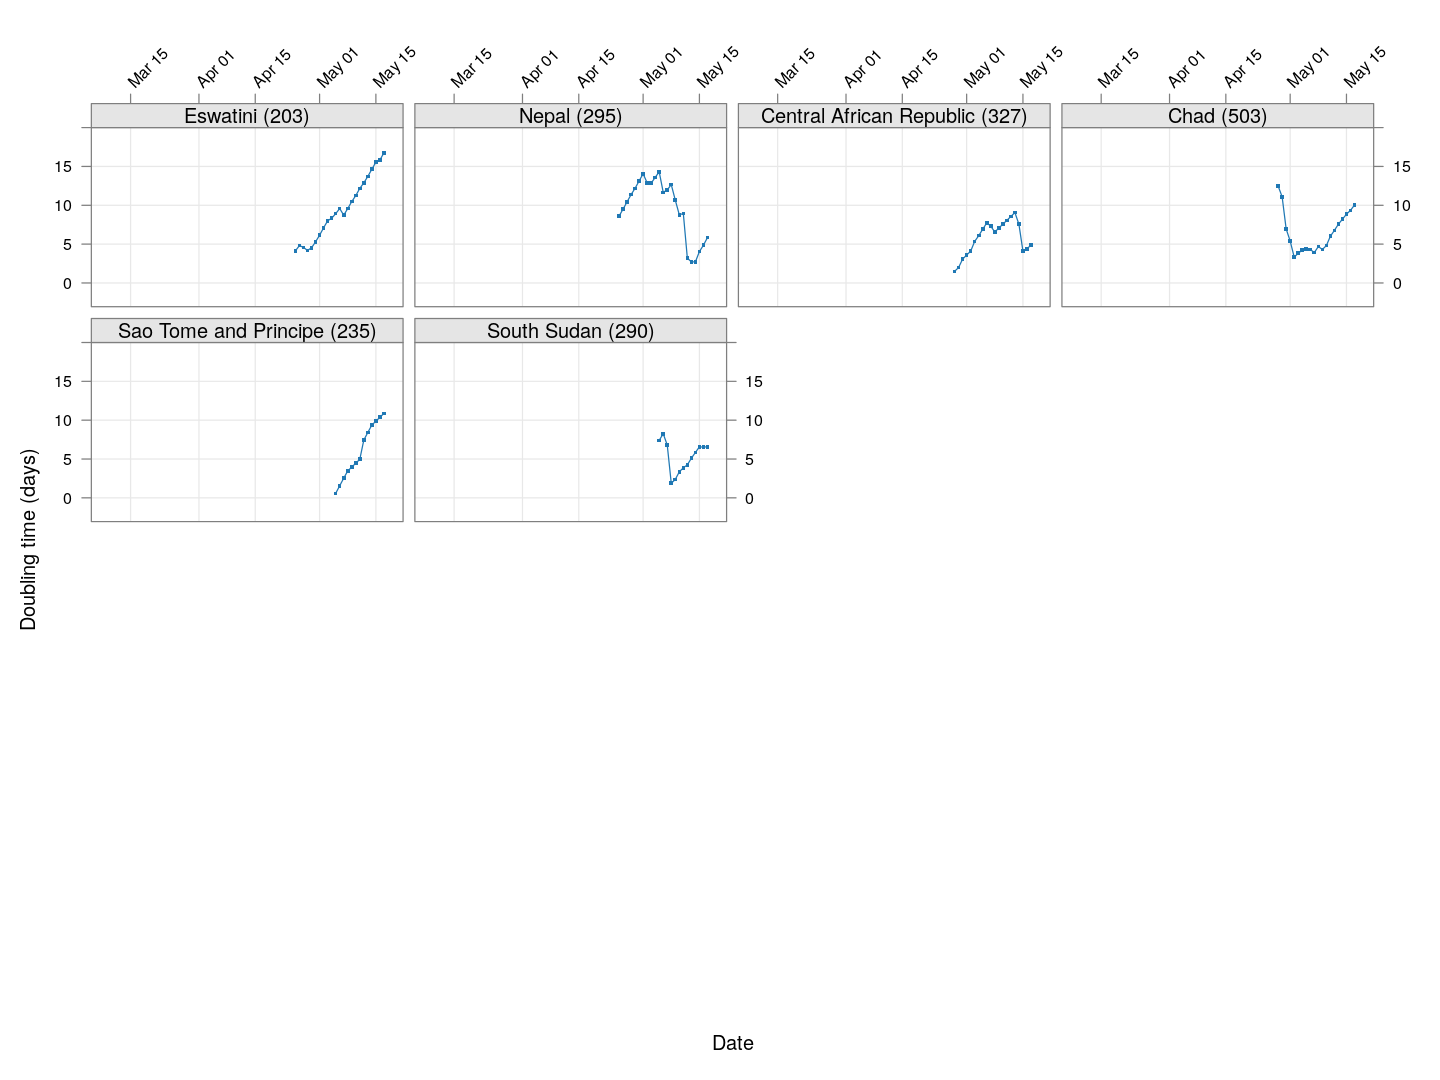 Mar 15 Apr 01 Apr 15 May 01 May 15 Mar 15 Apr 01 Apr 15 May 01 May 15 Mar 15 Apr 01 Apr 15 May 01 May 15 Mar 15 Apr 01 Apr 15 May 01 May 15
Eswatini (203) Nepal (295) Central African Republic (327) Chad (503)
15 15
10 10
5 5
0 0
Sao Tome and Principe (235) South Sudan (290)
15 15
10 10
5 5
0 0
Doubling time (days)
Date